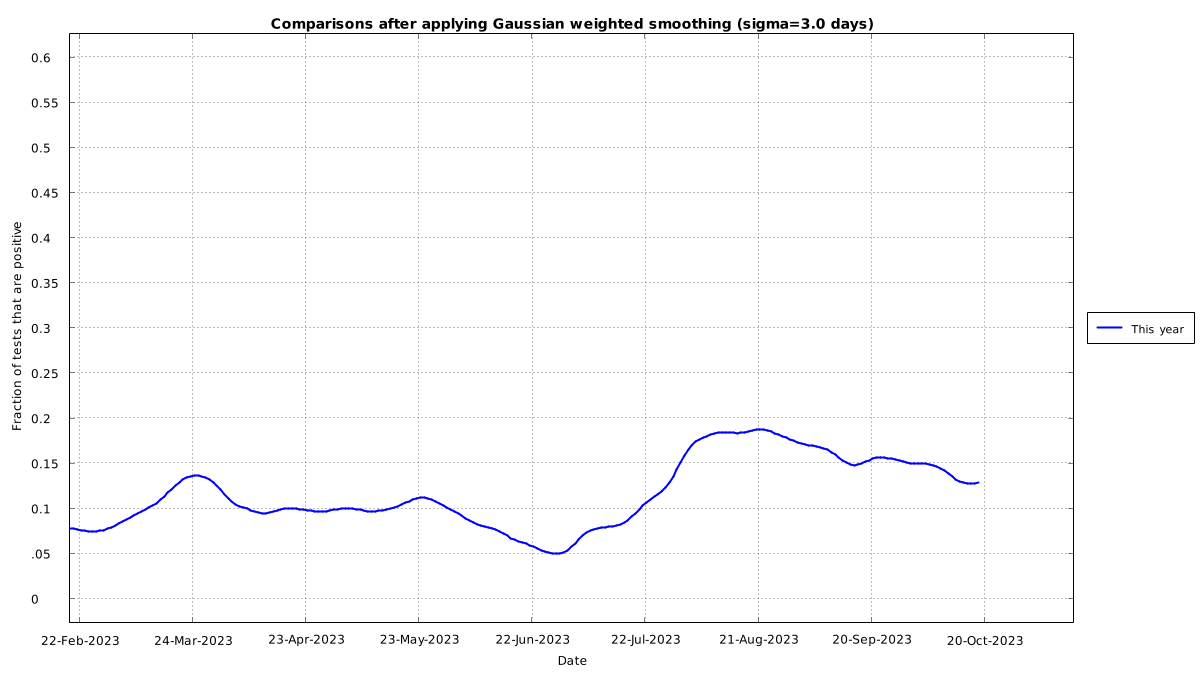 Comparisons after applying Gaussian weighted smoothing (sigma=3.0 days)
0.6
0.55
0.5
0.45
0.4
0.35
0.3
0.25
0.2
0.15
0.1
.05
0
Fraction of tests that are positive
22-Feb-2023 24-Mar-2023 23-Apr-2023 23-May-2023 22-Jun-2023 22-Jul-2023 21-Aug-2023 20-Sep-2023 20-Oct-2023
Date
This year